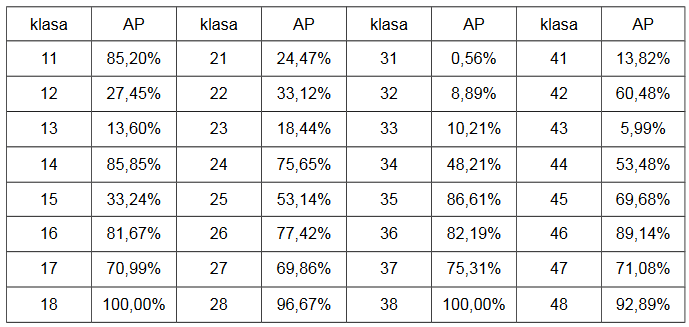 klasa AP klasa AP klasa AP klasa AP
11 85,20% 21 24,47% 31 0,56% 41 13,82%
12 27,45% 22 33,12% 32 8,89% 42 60,48%
13 13,60% 23 18,44% 33 10,21% 43 5,99%
14 85,85% 24 75,65% 34 48,21% 44 53,48%
15 33,24% 25 53,14% 35 86,61% 45 69,68%
16 81,67% 26 77,42% 36 82,19% 46 89,14%
17 70,99% 27 69,86% 37 75,31% 47 71,08%
18 100,00% 28 96,67% 38 100,00% 48 92,89%